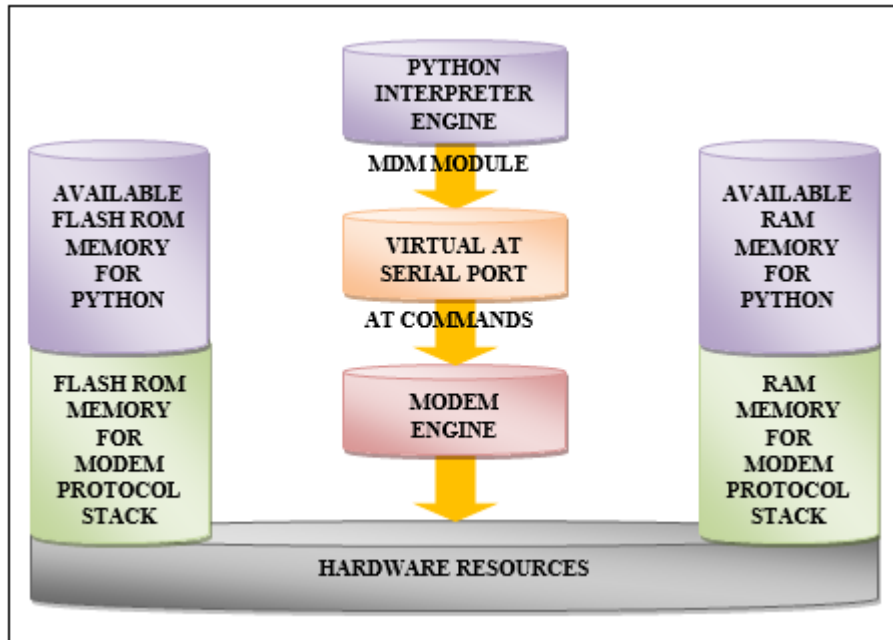 PYTHON
INTERPRETER
ENGINE
MDM MODULE
VIRTUAL AT
SERIAL PORT
AT COMMANDS
MODEM
ENGINE
AVAILABLE
FLASH ROM
MEMORY
FOR
PYTHON
FLASH ROM
MEMORY
FOR
MODEM
PROTOCOL
STACK
AVAILABLE
RAM
MEMORY
FOR
PYTHON
RAM
MEMORY
FOR
MODEM
PROTOCOL
STACK
HARDWARE RESOURCES